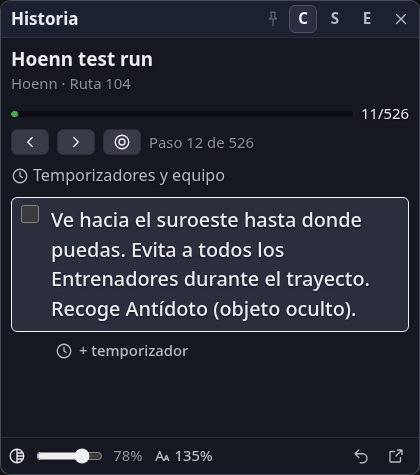 Historia C S E
Hoenn test run
Hoenn · Ruta 104
11/526
Paso 12 de 526
Temporizadores y equipo
Ve hacia el suroeste hasta donde
puedas. Evita a todos los
Entrenadores durante el trayecto.
Recoge Antídoto (objeto oculto).
+ temporizador
78% AA 135%